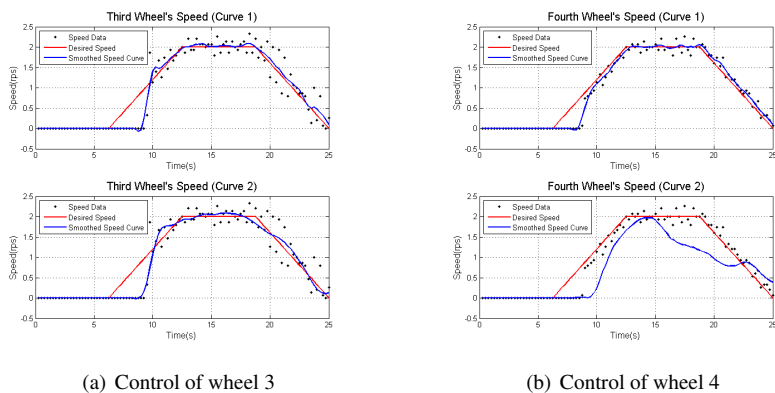 Third Wheel's Speed (Curve 1)
Speed Data
Desired Speed
Smoothed Speed Curve
Speed(rps)
2.5
2
1.5
1
0.5
0
-0.5
0 5 10 15 20 25
Time(s)
Fourth Wheel's Speed (Curve 1)
Speed Data
Desired Speed
Smoothed Speed Curve
Speed(rps)
2.5
2
1.5
1
0.5
0
-0.5
0 5 10 15 20 25
Time(s)
Third Wheel's Speed (Curve 2)
Speed Data
Desired Speed
Smoothed Speed Curve
Speed(rps)
2.5
2
1.5
1
0.5
0
-0.5
0 5 10 15 20 25
Time(s)
Fourth Wheel's Speed (Curve 2)
Speed Data
Desired Speed
Smoothed Speed Curve
Speed(rps)
2.5
2
1.5
1
0.5
0
-0.5
0 5 10 15 20 25
Time(s)
(a) Control of wheel 3
(b) Control of wheel 4